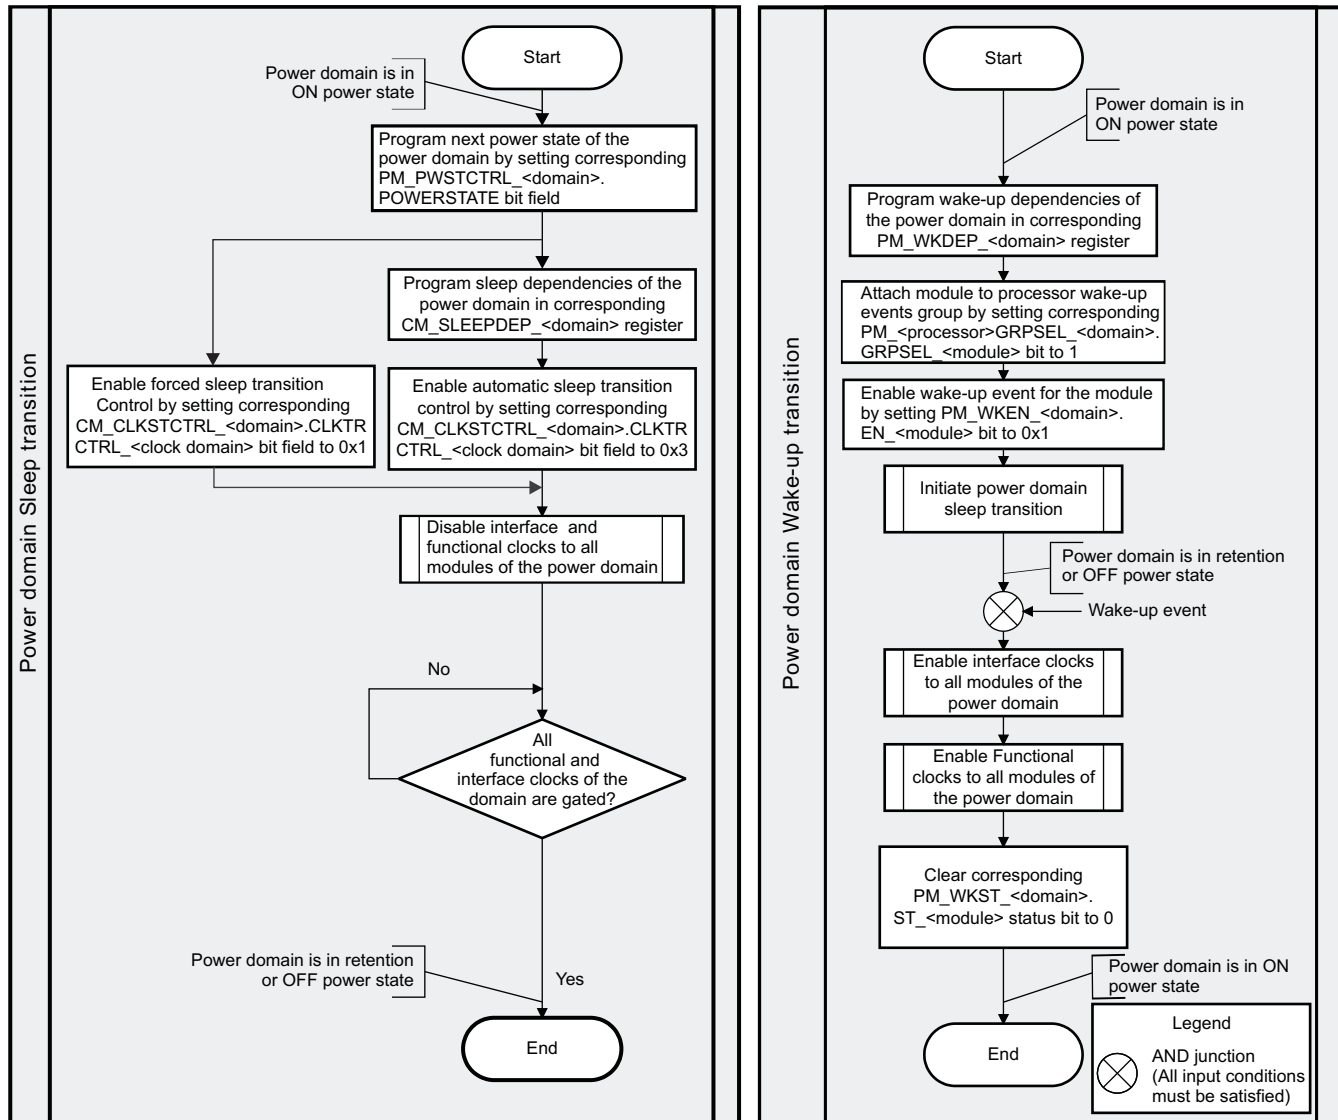 Power domain Sleep transition
Start
Power domain is in
ON power state
Program next power state of the
power domain by setting corresponding
PM_PWSTCTRL_<domain>.
POWERSTATE bit field
Program sleep dependencies of the
power domain in corresponding
CM_SLEEPDEP_<domain> register
Enable forced sleep transition
Control by setting corresponding
CM_CLKSTCTRL_<domain>.CLKTR
CTRL_<clock domain> bit field to 0x1
Enable automatic sleep transition
control by setting corresponding
CM_CLKSTCTRL_<domain>.CLKTR
CTRL_<clock domain> bit field to 0x3
Disable interface and
functional clocks to all
modules of the power domain
No
All
functional and
interface clocks of the
domain are gated?
Power domain is in retention
or OFF power state
Yes
End
Power domain Wake-up transition
Start
Power domain is in
ON power state
Program wake-up dependencies of
the power domain in corresponding
PM_WKDEP_<domain> register
Attach module to processor wake-up
events group by setting corresponding
PM_<processor>GRPSEL_<domain>.
GRPSEL_<module> bit to 1
Enable wake-up event for the module
by setting PM_WKEN_<domain>.
EN_<module> bit to 0x1
Initiate power domain
sleep transition
Power domain is in retention
or OFF power state
Wake-up event
Enable interface clocks
to all modules of the
power domain
Enable Functional
clocks to all modules of
the power domain
Clear corresponding
PM_WKST_<domain>.
ST_<module> status bit to 0
Power domain is in ON
power state
End
Legend
AND junction
(All input conditions
must be satisfied)